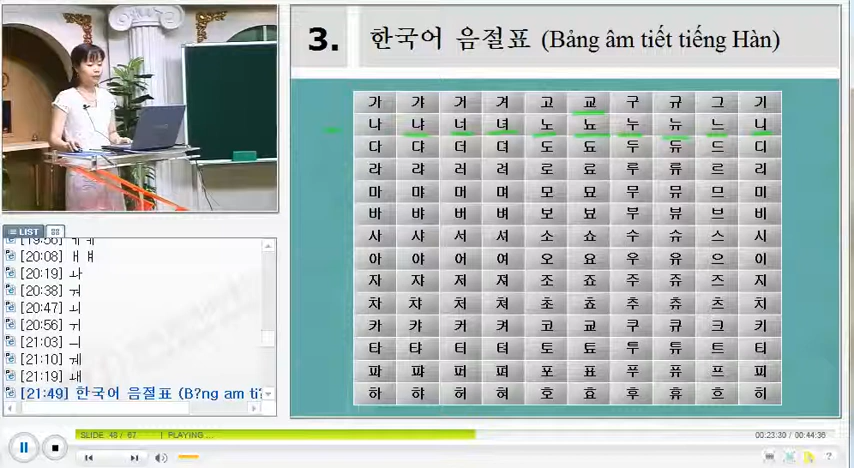 3. 한국어 음절표 (Bảng âm tiết tiếng Hàn)
가 갸 거 겨 고 교 구 규 그 기
나 냐 너 녀 노 뇨 누 뉴 느 니
다 댜 더 뎌 도 됴 두 듀 드 디
라 랴 러 려 로 료 루 류 르 리
마 먀 머 며 모 묘 무 뮤 므 미
바 뱌 버 벼 보 뵤 부 뷰 브 비
사 샤 서 셔 소 쇼 수 슈 스 시
아 야 어 여 오 요 우 유 으 이
자 쟈 저 져 조 죠 주 쥬 즈 지
차 챠 처 쳐 초 쵸 추 츄 츠 치
카 캬 커 켜 코 쿄 쿠 큐 크 키
타 탸 터 텨 토 툐 투 튜 트 티
파 퍄 퍼 펴 포 표 푸 퓨 프 피
하 햐 허 혀 호 효 후 휴 흐 히
LIST
[19:56] ㅔ ㅖ
[20:08] ㅐ ㅒ
[20:19] ㅘ
[20:38] ㅝ
[20:47] ㅚ
[20:56] ㅟ
[21:03] ㅢ
[21:10] ㅞ
[21:19] ㅙ
[21:49] 한국어 음절표 (B?ng am ti?
SLIDE 48 / 67 | PLAYING ...
00:23:30 / 00:44:36